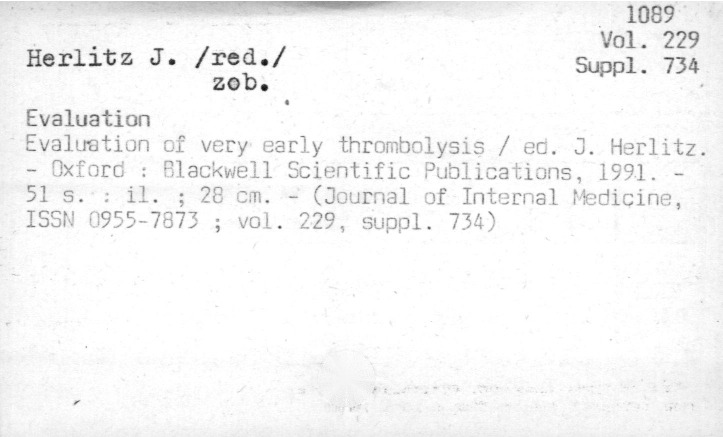 1089
Vol. 229
Suppl. 734
Herlitz J. /red./
zob.
Evaluation
Evaluation of very early thrombolysis / ed. J. Herlitz.
- Oxford : Blackwell Scientific Publications, 1991. -
51 s. : il. ; 28 cm. - (Journal of Internal Medicine,
ISSN 0955-7873 ; vol. 229, suppl. 734)